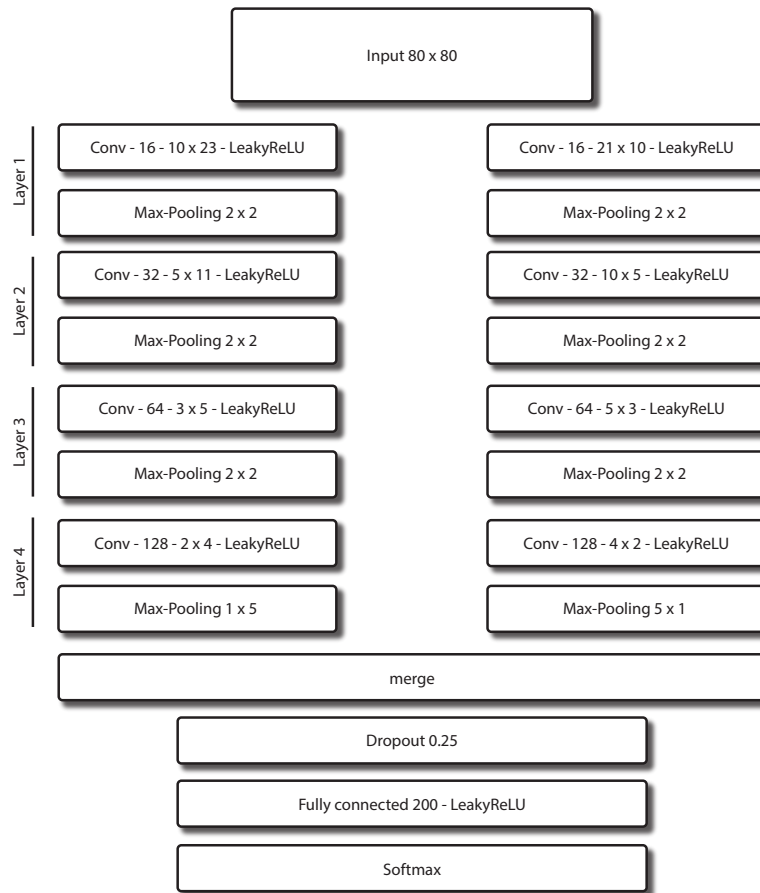 Input 80 x 80
Layer 1
Conv - 16 - 10 x 23 - LeakyReLU
Conv - 16 - 21 x 10 - LeakyReLU
Max-Pooling 2 x 2
Max-Pooling 2 x 2
Layer 2
Conv - 32 - 5 x 11 - LeakyReLU
Conv - 32 - 10 x 5 - LeakyReLU
Max-Pooling 2 x 2
Max-Pooling 2 x 2
Layer 3
Conv - 64 - 3 x 5 - LeakyReLU
Conv - 64 - 5 x 3 - LeakyReLU
Max-Pooling 2 x 2
Max-Pooling 2 x 2
Layer 4
Conv - 128 - 2 x 4 - LeakyReLU
Conv - 128 - 4 x 2 - LeakyReLU
Max-Pooling 1 x 5
Max-Pooling 5 x 1
merge
Dropout 0.25
Fully connected 200 - LeakyReLU
Softmax